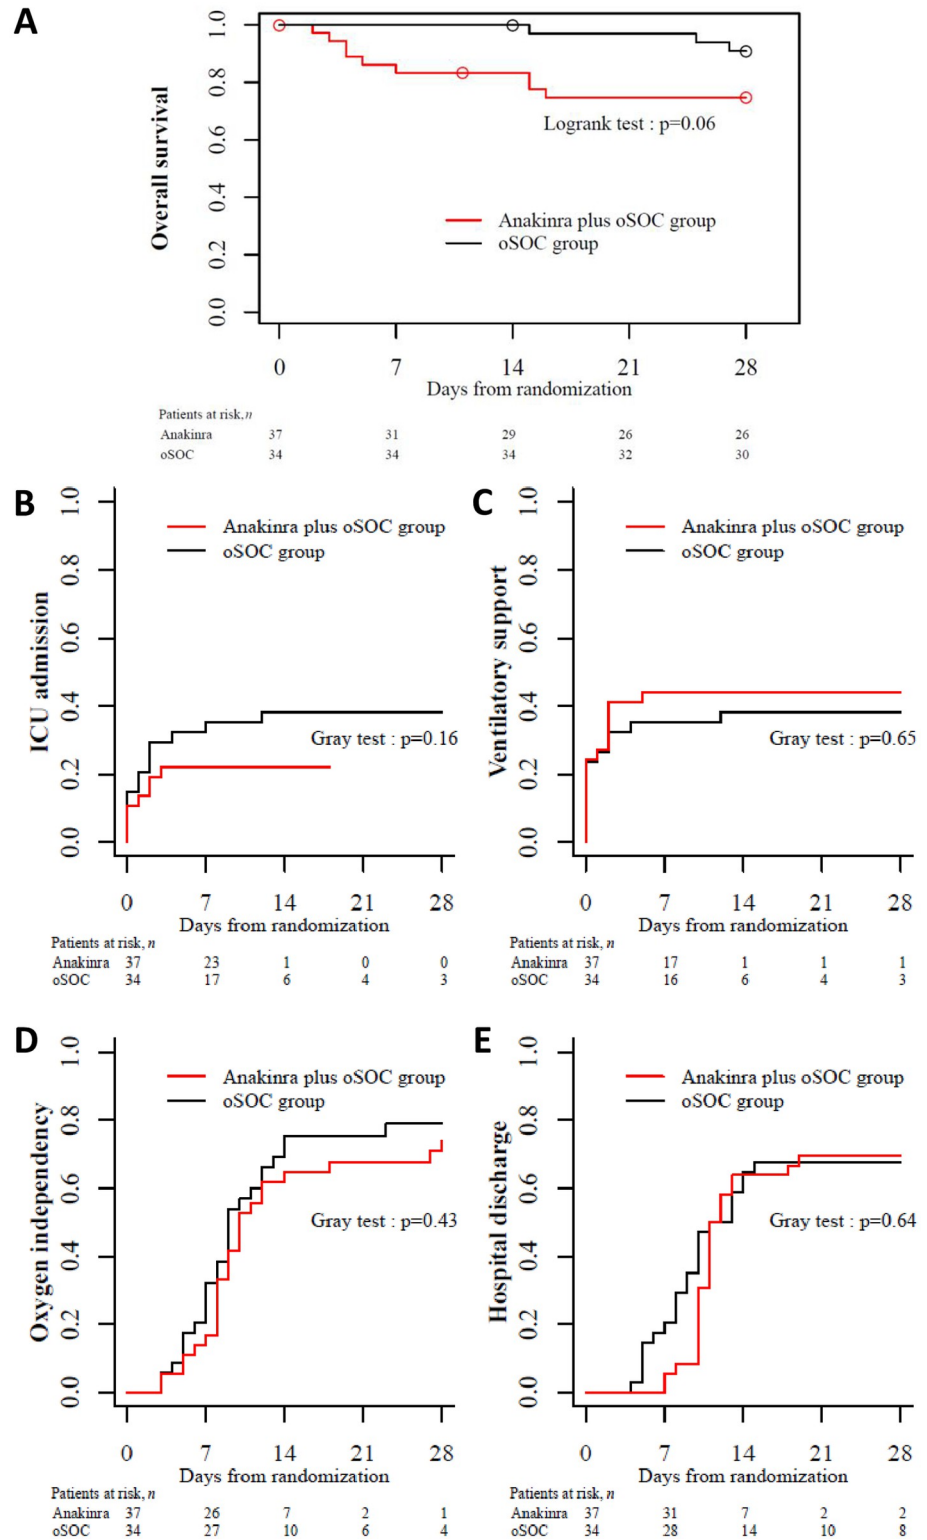 A
Overall survival
1.0
0.8
0.6
0.4
0.2
0.0
Logrank test : p=0.06
Anakinra plus oSOC group
oSOC group
0 7 14 21 28
Days from randomization
Patients at risk, n
Anakinra 37 31 29 26 26
oSOC 34 34 34 32 30
B
ICU admission
1.0
0.8
0.6
0.4
0.2
0.0
Anakinra plus oSOC group
oSOC group
Gray test : p=0.16
0 7 14 21 28
Days from randomization
Patients at risk, n
Anakinra 37 23 1 0 0
oSOC 34 17 6 4 3
C
Ventilatory support
1.0
0.8
0.6
0.4
0.2
0.0
Anakinra plus oSOC group
oSOC group
Gray test : p=0.65
0 7 14 21 28
Days from randomization
Patients at risk, n
Anakinra 37 17 1 1 1
oSOC 34 16 6 4 3
D
Oxygen independency
1.0
0.8
0.6
0.4
0.2
0.0
Anakinra plus oSOC group
oSOC group
Gray test : p=0.43
0 7 14 21 28
Days from randomization
Patients at risk, n
Anakinra 37 26 7 2 1
oSOC 34 27 10 6 4
E
Hospital discharge
1.0
0.8
0.6
0.4
0.2
0.0
Anakinra plus oSOC group
oSOC group
Gray test : p=0.64
0 7 14 21 28
Days from randomization
Patients at risk, n
Anakinra 37 31 7 2 2
oSOC 34 28 14 10 8